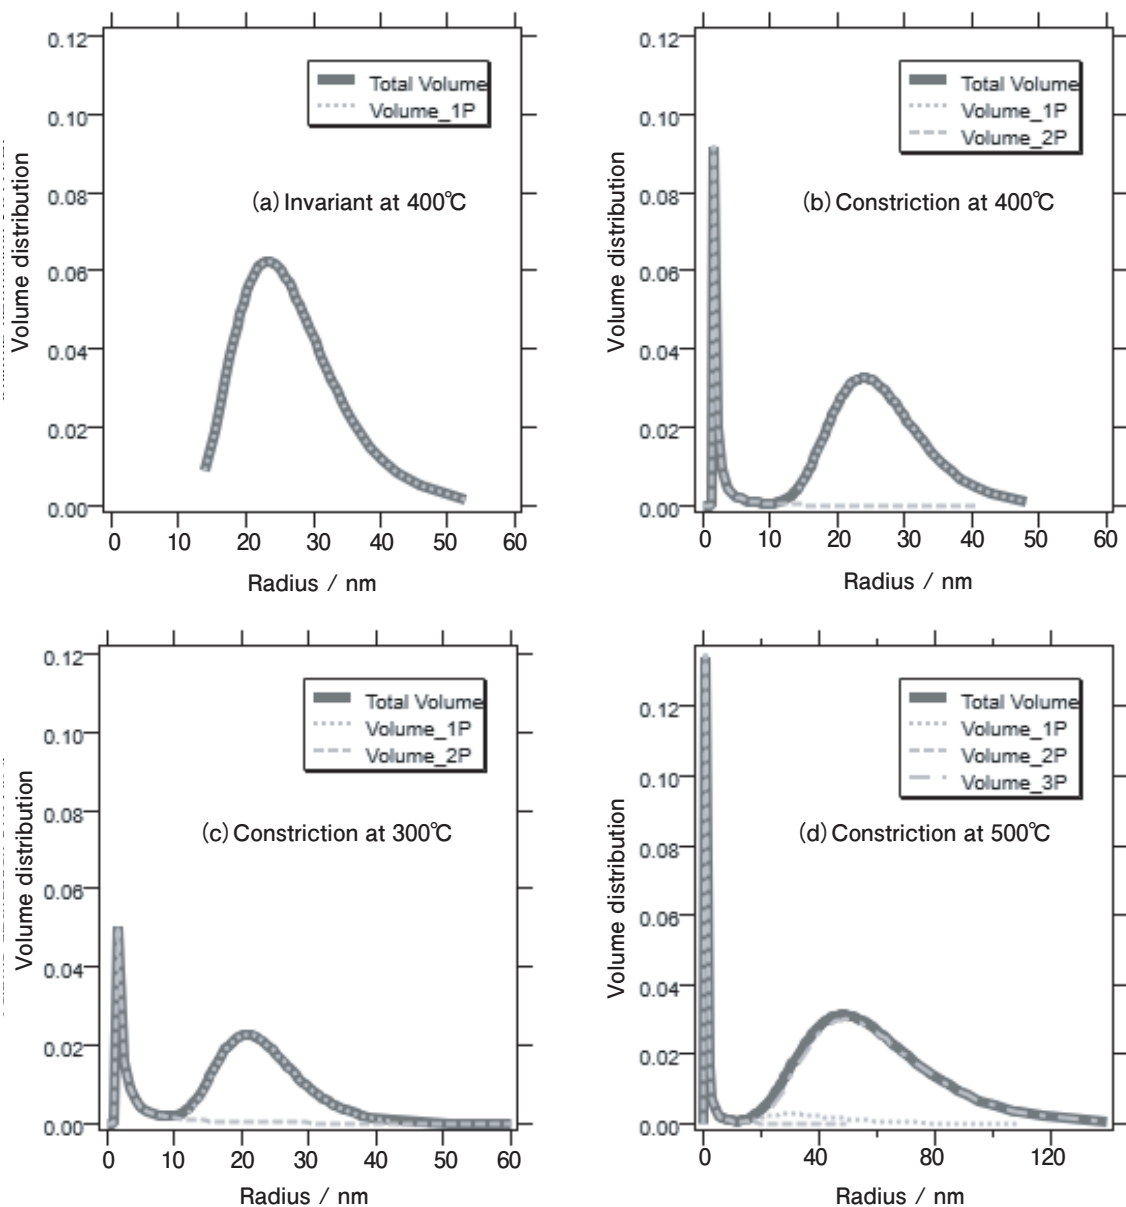 0.12
0.10
0.08
0.06
0.04
0.02
0.00
Volume distribution
Total Volume
Volume_1P
(a) Invariant at 400℃
0 10 20 30 40 50 60
Radius / nm
0.12
0.10
0.08
0.06
0.04
0.02
0.00
Volume distribution
Total Volume
Volume_1P
Volume_2P
(b) Constriction at 400℃
0 10 20 30 40 50 60
Radius / nm
0.12
0.10
0.08
0.06
0.04
0.02
0.00
Volume distribution
Total Volume
Volume_1P
Volume_2P
(c) Constriction at 300℃
0 10 20 30 40 50 60
Radius / nm
0.12
0.10
0.08
0.06
0.04
0.02
0.00
Volume distribution
Total Volume
Volume_1P
Volume_2P
Volume_3P
(d) Constriction at 500℃
0 40 80 120
Radius / nm